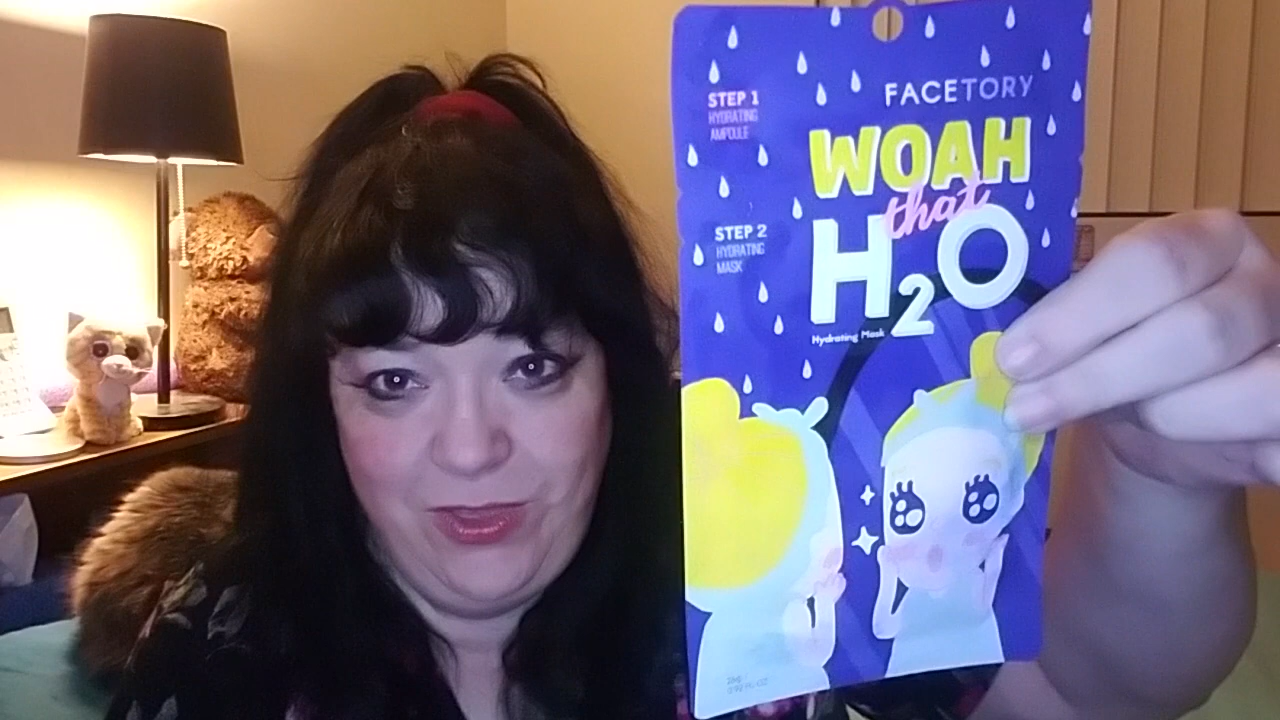 FACETORY
STEP 1
HYDRATING
AMPOULE
WOAH
that
STEP 2
HYDRATING
MASK
H2O
Hydrating Mask